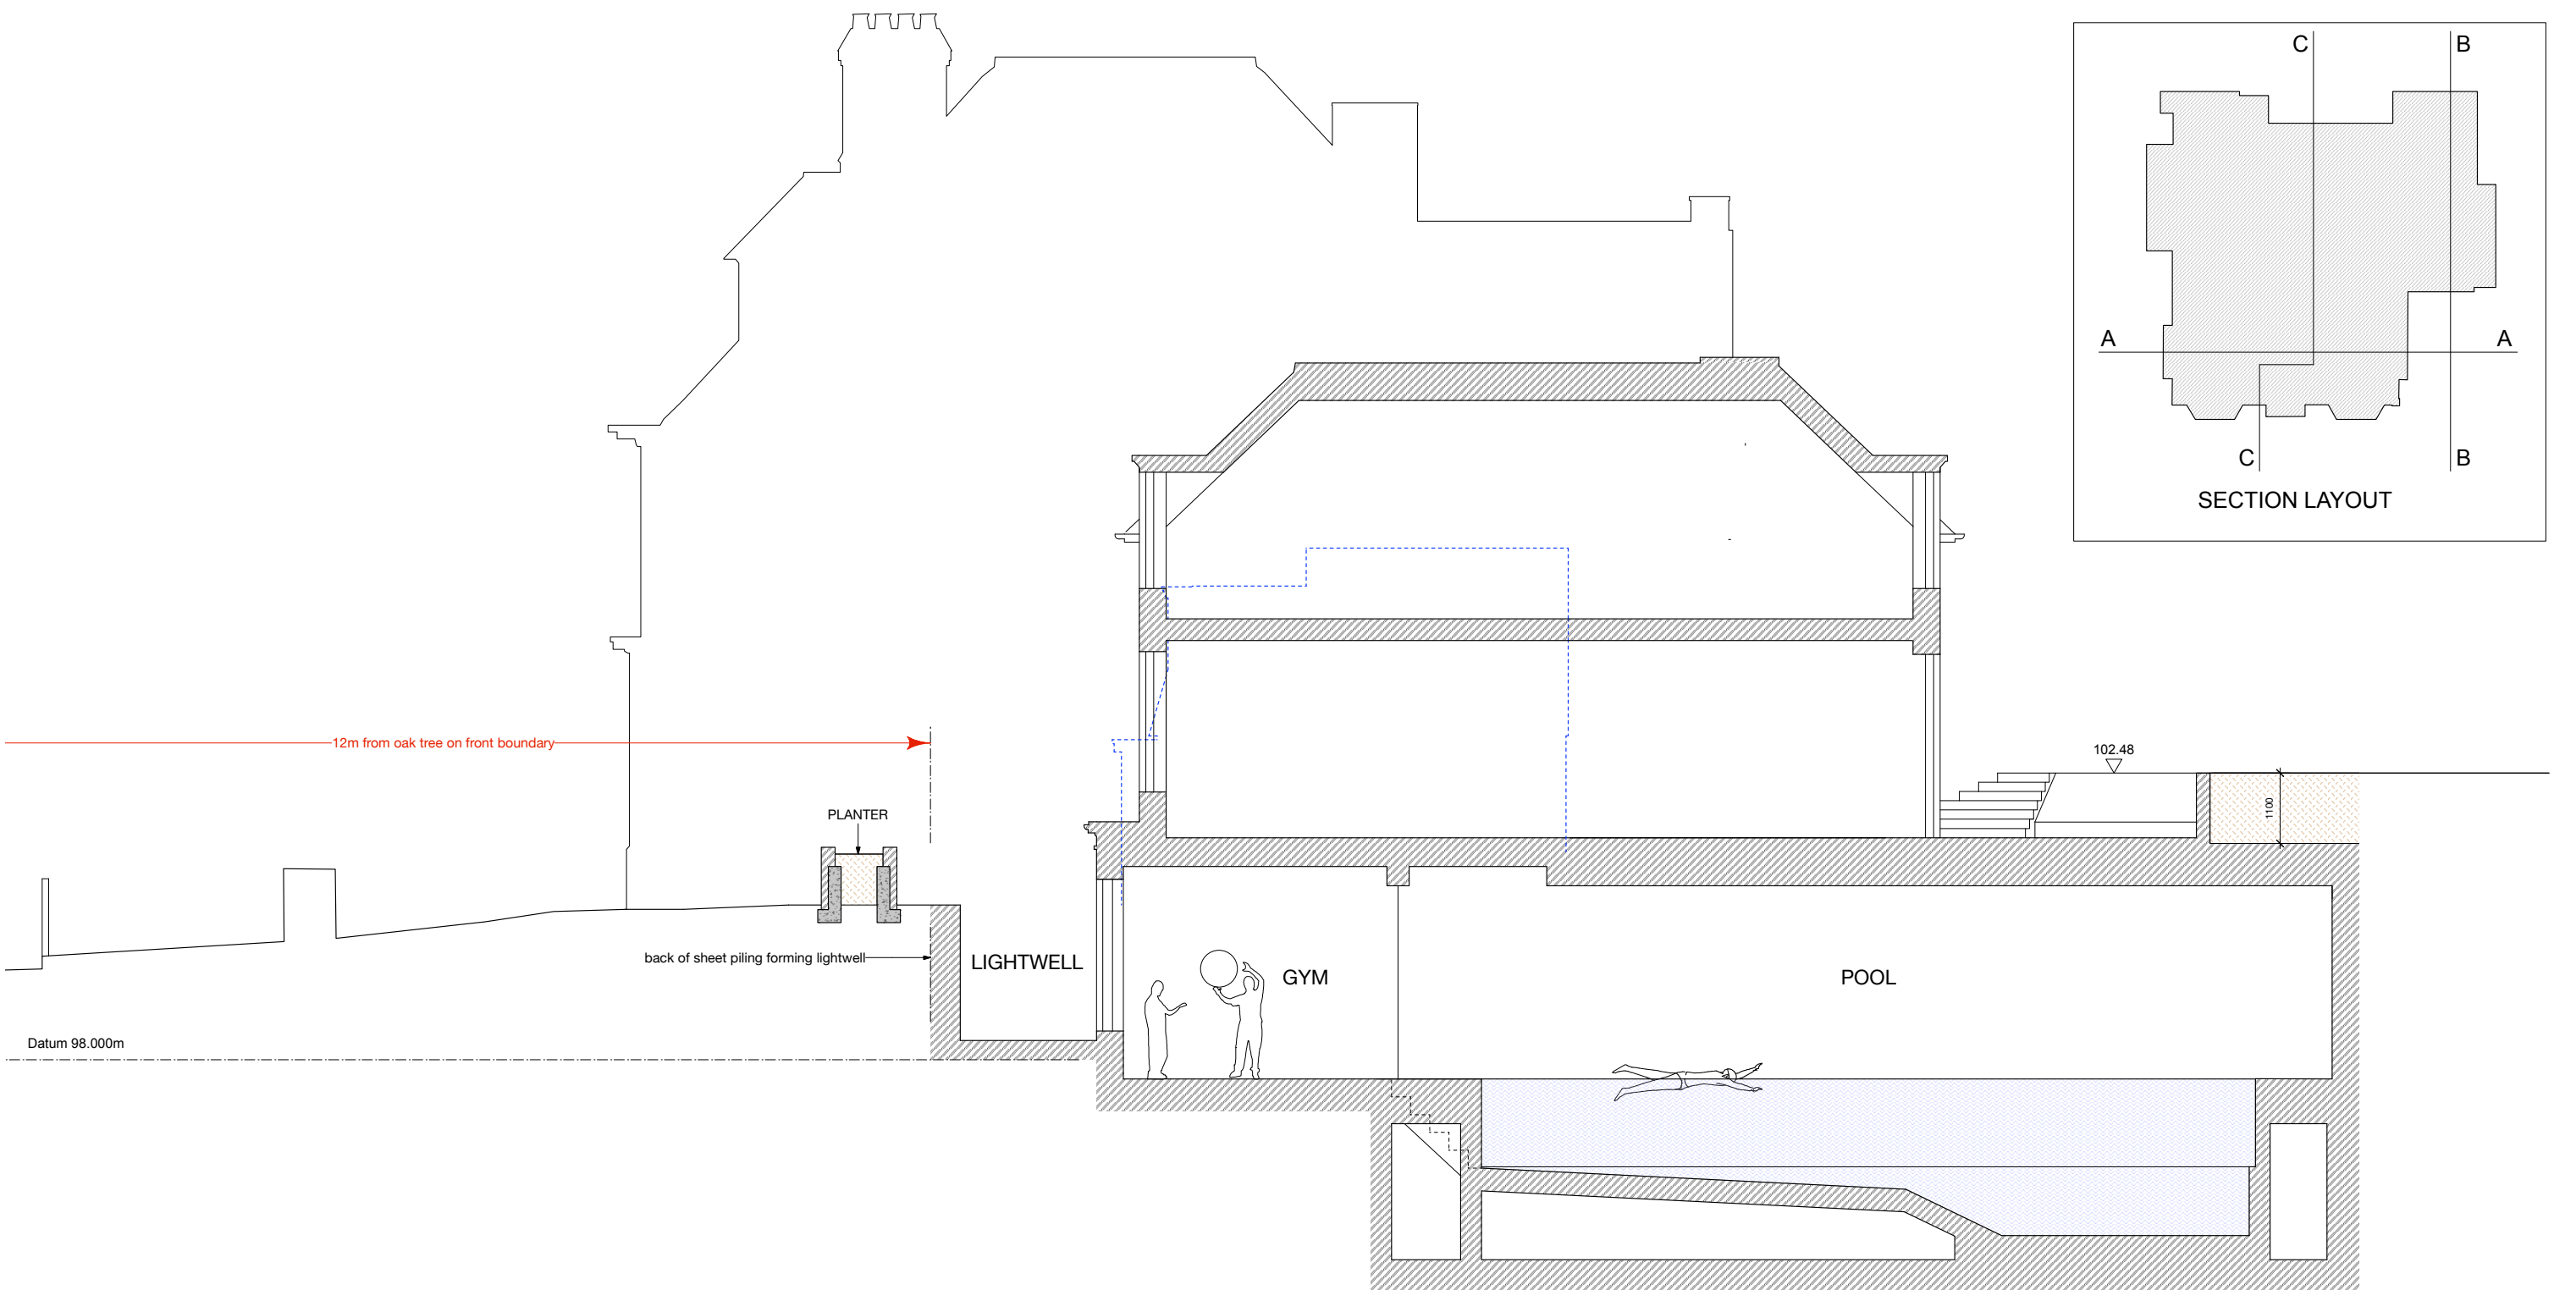 C
B
A
A
C
B
SECTION LAYOUT
12m from oak tree on front boundary
102.48
1100
PLANTER
back of sheet piling forming lightwell
LIGHTWELL
GYM
POOL
Datum 98.000m